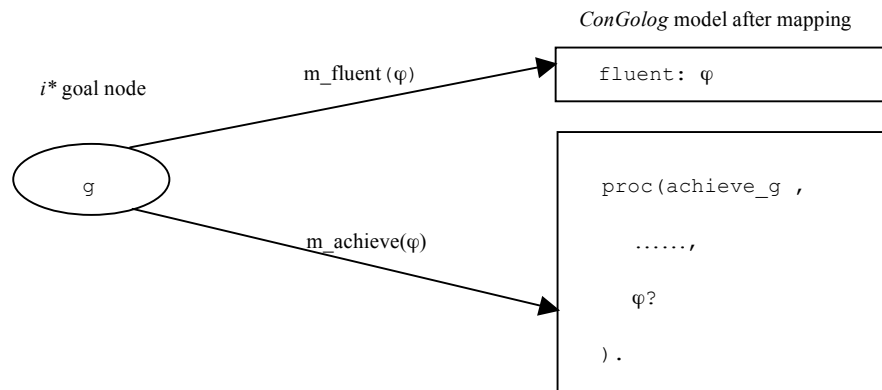 ConGolog model after mapping
m_fluent(φ)
fluent: φ
i* goal node
g
proc(achieve_g ,
......,
m_achieve(φ)
φ?
).